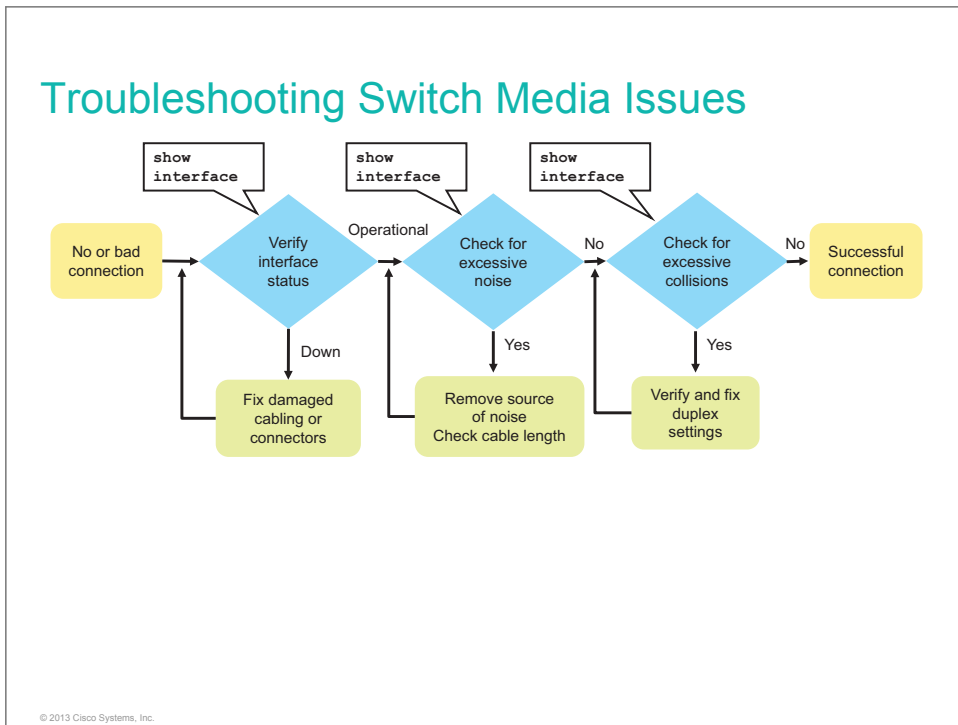 Troubleshooting Switch Media Issues
show
interface
show
interface
show
interface
No or bad
connection
Verify
interface
status
Operational
Check for
excessive
noise
No
Check for
excessive
collisions
No
Successful
connection
Down
Yes
Yes
Fix damaged
cabling or
connectors
Remove source
of noise
Check cable length
Verify and fix
duplex
settings
© 2013 Cisco Systems, Inc.